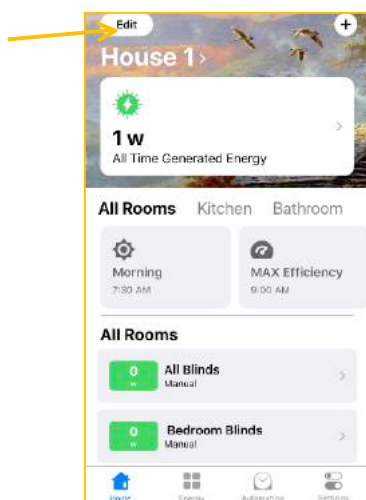 Edit
+
House 1 >
1 w
All Time Generated Energy
All Rooms Kitchen Bathroom
Morning
7:30 AM
MAX Efficiency
9:00 AM
All Rooms
0
w
All Blinds
Manual
0
w
Bedroom Blinds
Manual
House Energy Automation Settings